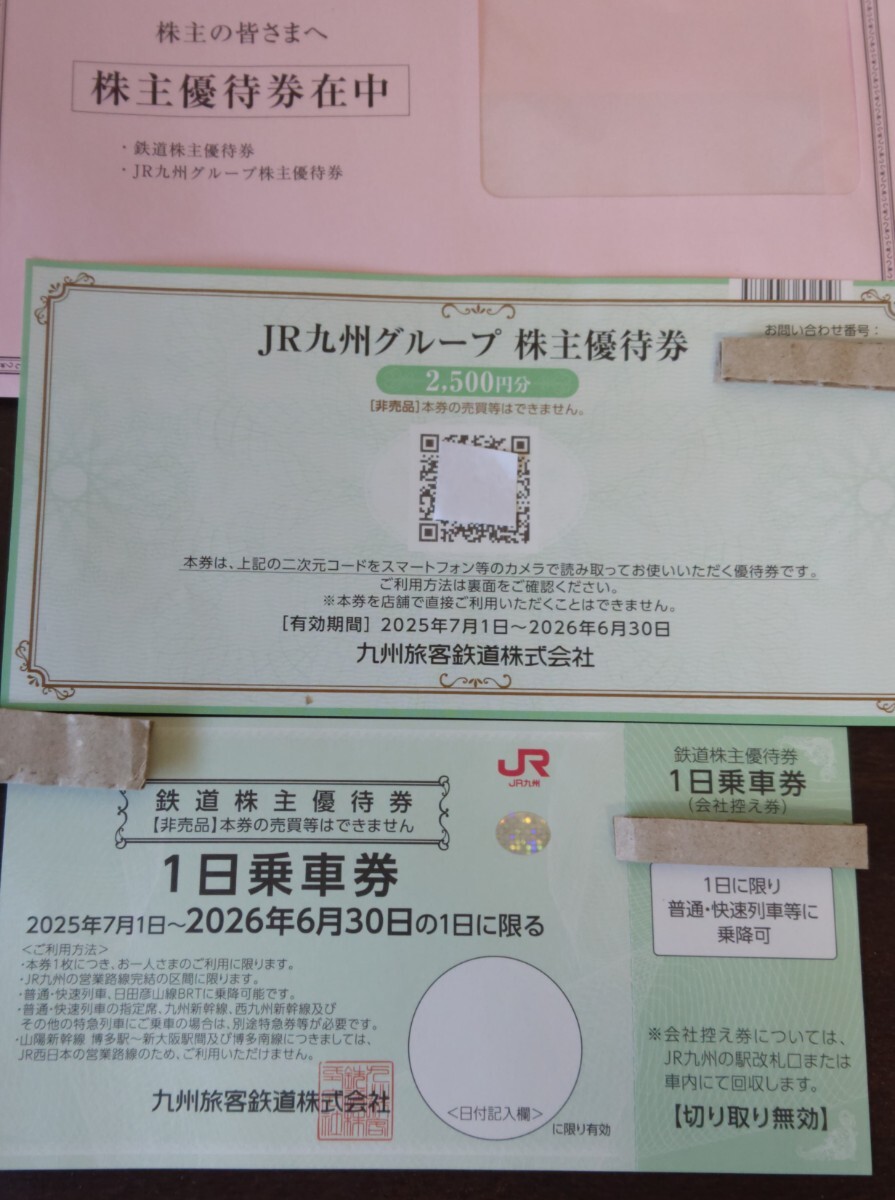 株主の皆さまへ
株主優待券在中
・鉄道株主優待券
・JR九州グループ株主優待券
JR九州グループ 株主優待券
お問い合わせ番号：
2,500円分
[非売品]本券の売買等はできません。
本券は、上記の二次元コードをスマートフォン等のカメラで読み取ってお使いいただく優待券です。
ご利用方法は裏面をご確認ください。
※本券を店舗で直接ご利用いただくことはできません。
[有効期間] 2025年7月1日～2026年6月30日
九州旅客鉄道株式会社
JR
JR九州
鉄道株主優待券
【非売品】本券の売買等はできません
1日乗車券
2025年7月1日～2026年6月30日の1日に限る
<ご利用方法>
・本券1枚につき、お一人さまのご利用に限ります。
・JR九州の営業路線完結の区間に限ります。
・普通・快速列車、日田彦山線BRTに乗降可能です。
・普通・快速列車の指定席、九州新幹線、西九州新幹線及び
その他の特急列車にご乗車の場合は、別途特急券等が必要です。
・山陽新幹線 博多駅～新大阪駅間及び博多南線につきましては、
JR西日本の営業路線のため、ご利用いただけません。
九州旅客鉄道株式会社
<日付記入欄>
に限り有効
鉄道株主優待券
1日乗車券
(会社控え券)
1日に限り
普通・快速列車等に
乗降可
※会社控え券については、
JR九州の駅改札口または
車内にて回収します。
【切り取り無効】